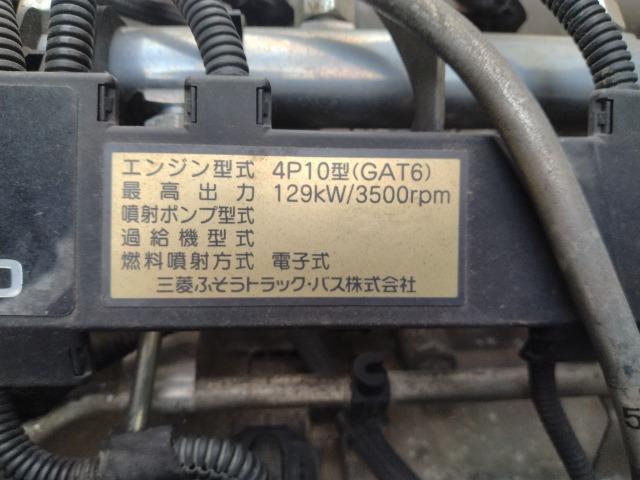 エンジン型式 4P10型(GAT6)
最高出力 129kW/3500rpm
噴射ポンプ型式
過給機型式
燃料噴射方式 電子式
三菱ふそうトラック・バス株式会社